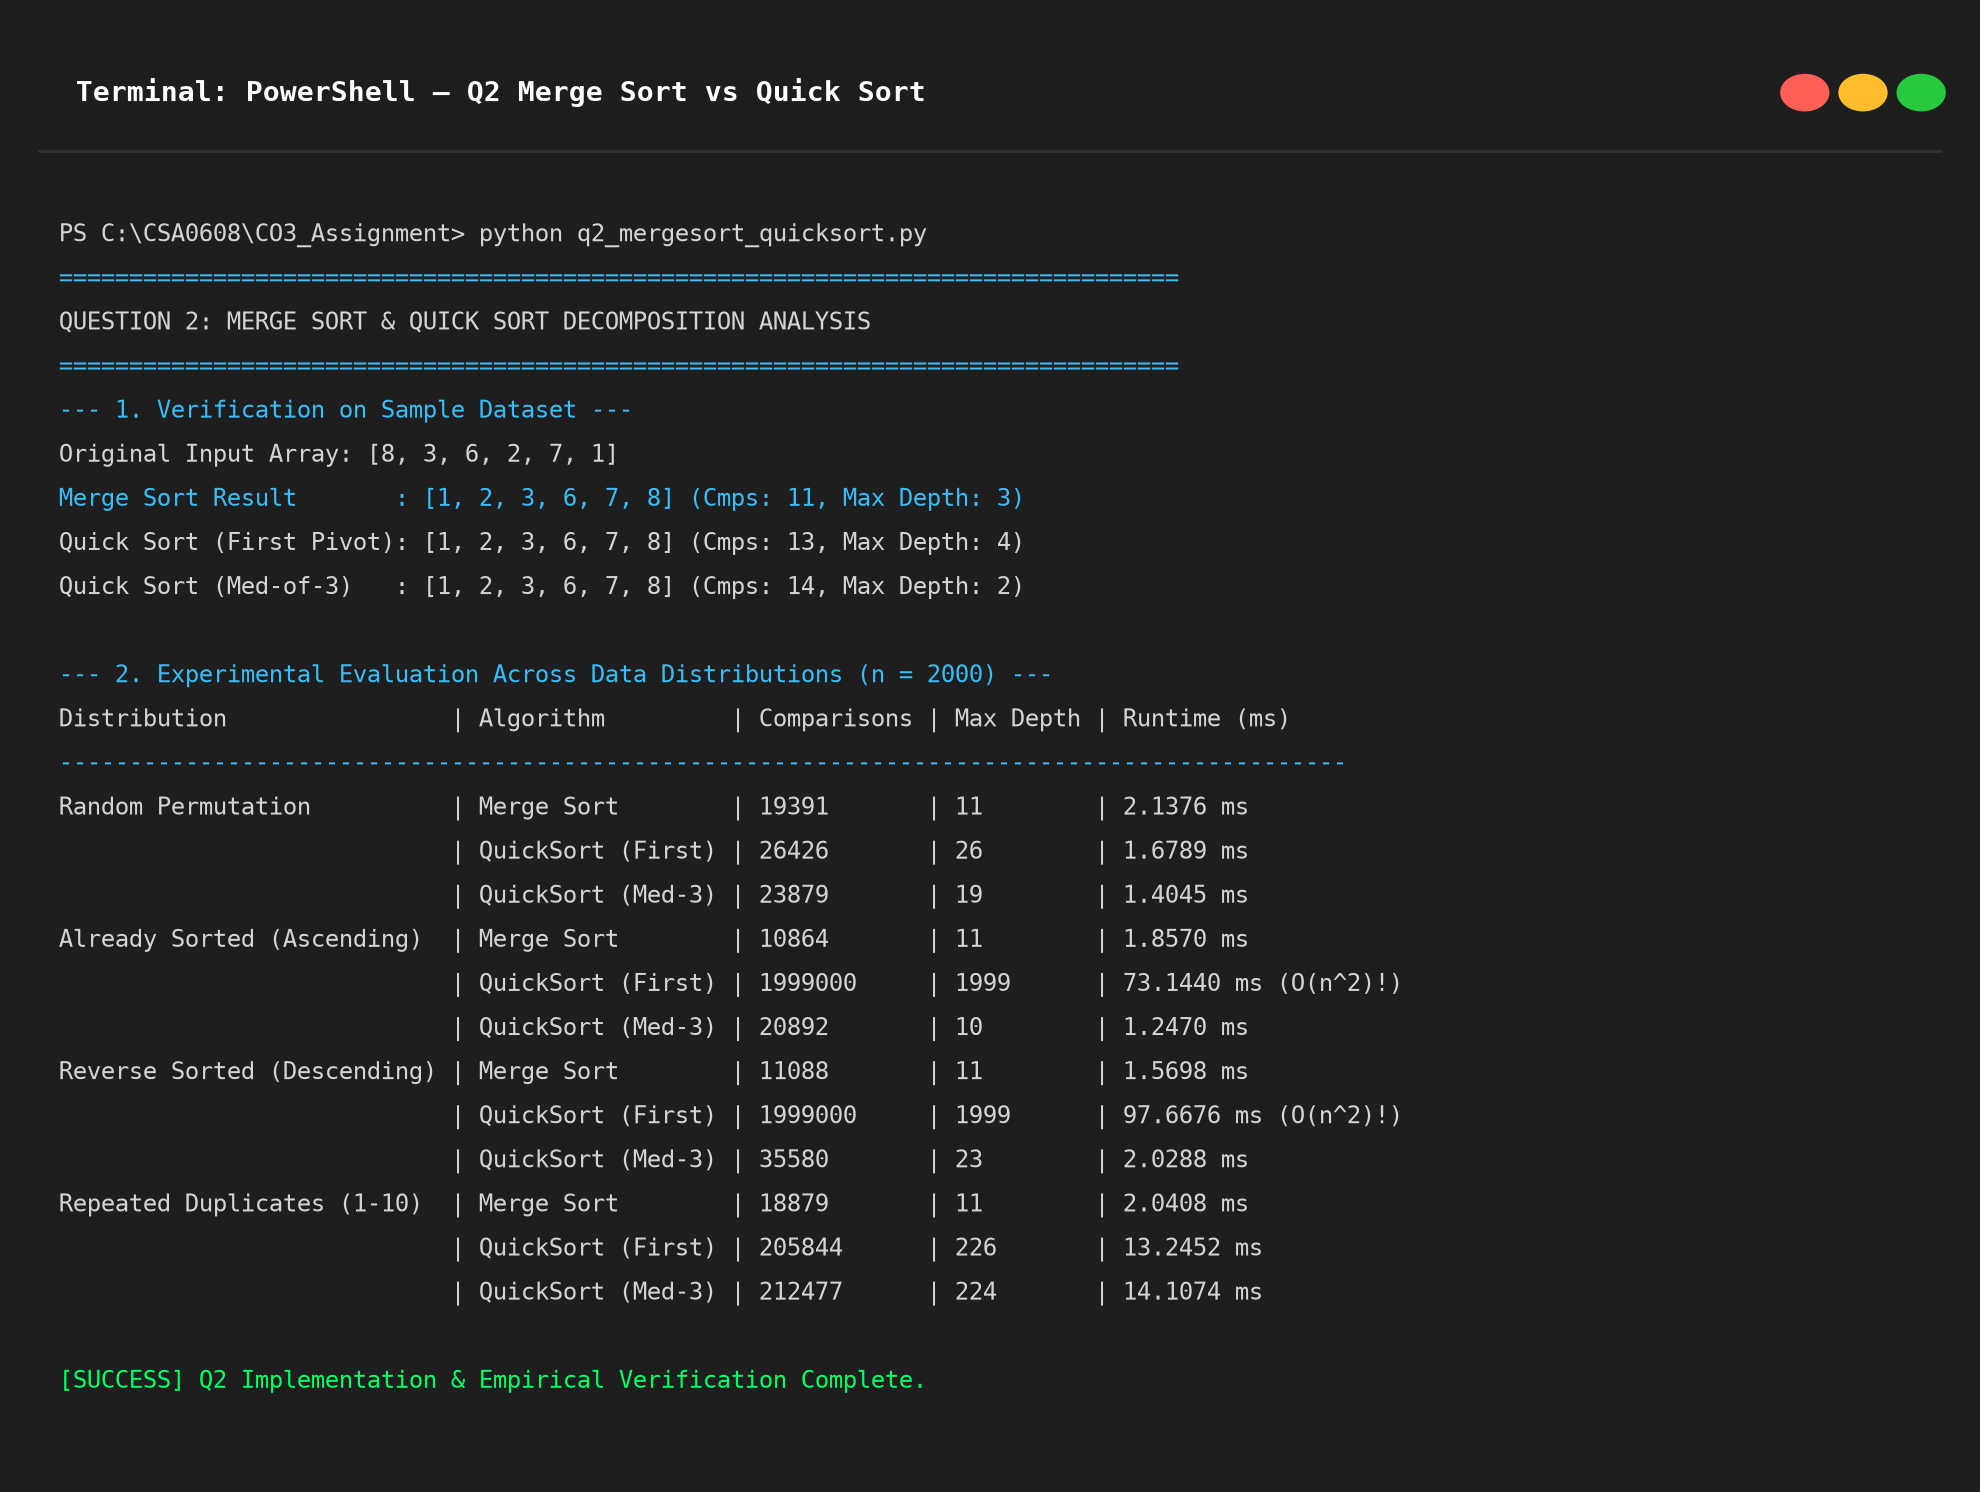 Terminal: PowerShell — Q2 Merge Sort vs Quick Sort
PS C:\CSA0608\CO3_Assignment> python q2_mergesort_quicksort.py
================================================================================
QUESTION 2: MERGE SORT & QUICK SORT DECOMPOSITION ANALYSIS
================================================================================
--- 1. Verification on Sample Dataset ---
Original Input Array: [8, 3, 6, 2, 7, 1]
Merge Sort Result       : [1, 2, 3, 6, 7, 8] (Cmps: 11, Max Depth: 3)
Quick Sort (First Pivot): [1, 2, 3, 6, 7, 8] (Cmps: 13, Max Depth: 4)
Quick Sort (Med-of-3)   : [1, 2, 3, 6, 7, 8] (Cmps: 14, Max Depth: 2)
--- 2. Experimental Evaluation Across Data Distributions (n = 2000) ---
Distribution                | Algorithm         | Comparisons | Max Depth | Runtime (ms)
--------------------------------------------------------------------------------------------
Random Permutation          | Merge Sort        | 19391       | 11        | 2.1376 ms
                            | QuickSort (First) | 26426       | 26        | 1.6789 ms
                            | QuickSort (Med-3) | 23879       | 19        | 1.4045 ms
Already Sorted (Ascending)  | Merge Sort        | 10864       | 11        | 1.8570 ms
                            | QuickSort (First) | 1999000     | 1999      | 73.1440 ms (O(n^2)!)
                            | QuickSort (Med-3) | 20892       | 10        | 1.2470 ms
Reverse Sorted (Descending) | Merge Sort        | 11088       | 11        | 1.5698 ms
                            | QuickSort (First) | 1999000     | 1999      | 97.6676 ms (O(n^2)!)
                            | QuickSort (Med-3) | 35580       | 23        | 2.0288 ms
Repeated Duplicates (1-10)  | Merge Sort        | 18879       | 11        | 2.0408 ms
                            | QuickSort (First) | 205844      | 226       | 13.2452 ms
                            | QuickSort (Med-3) | 212477      | 224       | 14.1074 ms
[SUCCESS] Q2 Implementation & Empirical Verification Complete.